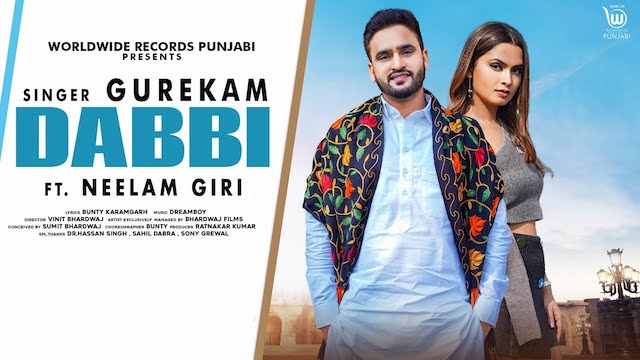 WORLDWIDE RECORDS PUNJABI
PRESENTS
SINGER GUREKAM
DABBI
FT. NEELAM GIRI
LYRICS BUNTY KARAMGARH MUSIC DREAMBOY
DIRECTOR VINIT BHARDWAJ ARTIST EXCLUSIVELY MANAGED BY BHARDWAJ FILMS
CONCEIVED BY SUMIT BHARDWAJ CHOREOGRAPHER BUNTY PRODUCER RATNAKAR KUMAR
SPL.THANKS DR.HASSAN SINGH , SAHIL DABRA , SONY GREWAL
PUNJABI